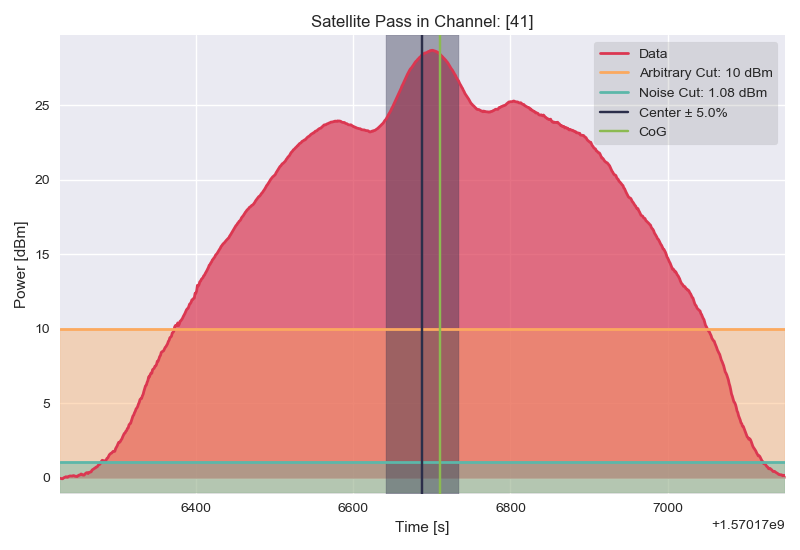 Satellite Pass in Channel: [41]
Data
Arbitrary Cut: 10 dBm
Noise Cut: 1.08 dBm
Center ± 5.0%
CoG
Power [dBm]
25
20
15
10
5
0
6400
6600
6800
7000
Time [s]
+1.57017e9